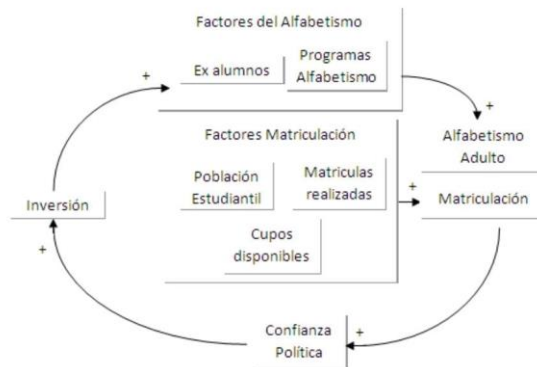 Factores del Alfabetismo
Ex alumnos
Programas
Alfabetismo
+
+
Factores Matriculación
Alfabetismo
Adulto
Población
Estudiantil
Matriculas
realizadas
+
Inversión
Matriculación
Cupos
disponibles
+
Confianza
Política
+